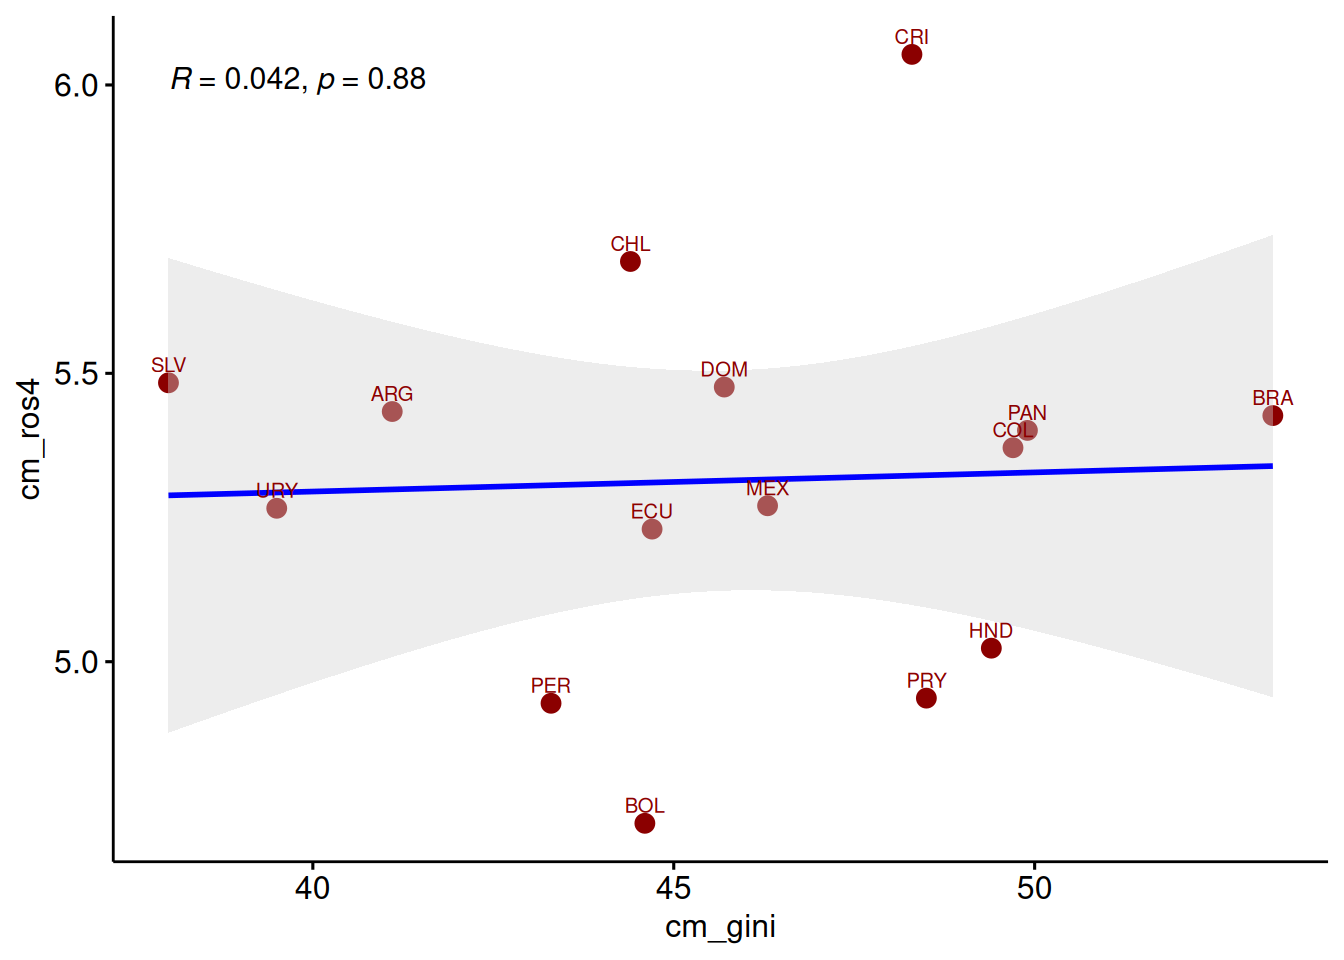 CRI
6.0
R = 0.042, p = 0.88
CHL
SLV
5.5
DOM
ARG
BRA
PAN
COL
cm_ros4
URY
MEX
ECU
HND
5.0
PER
PRY
BOL
40
45
50
cm_gini